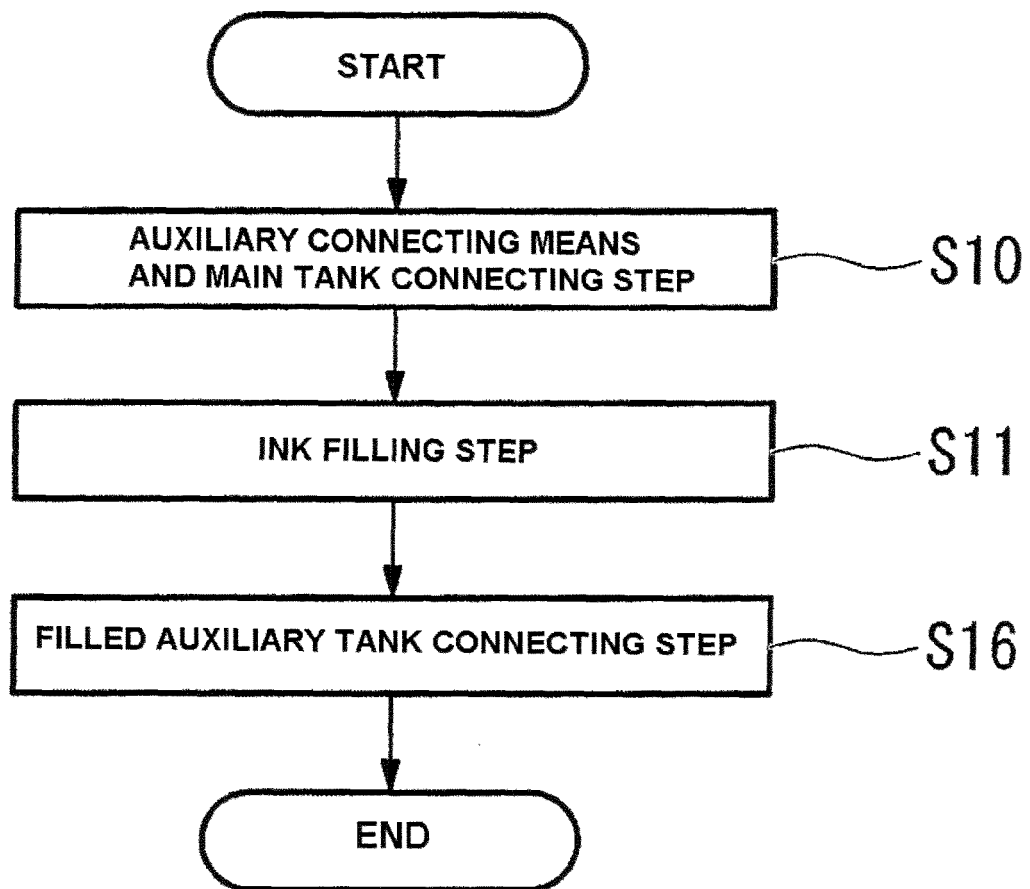 START
AUXILIARY CONNECTING MEANS
AND MAIN TANK CONNECTING STEP
S10
INK FILLING STEP
S11
FILLED AUXILIARY TANK CONNECTING STEP
S16
END